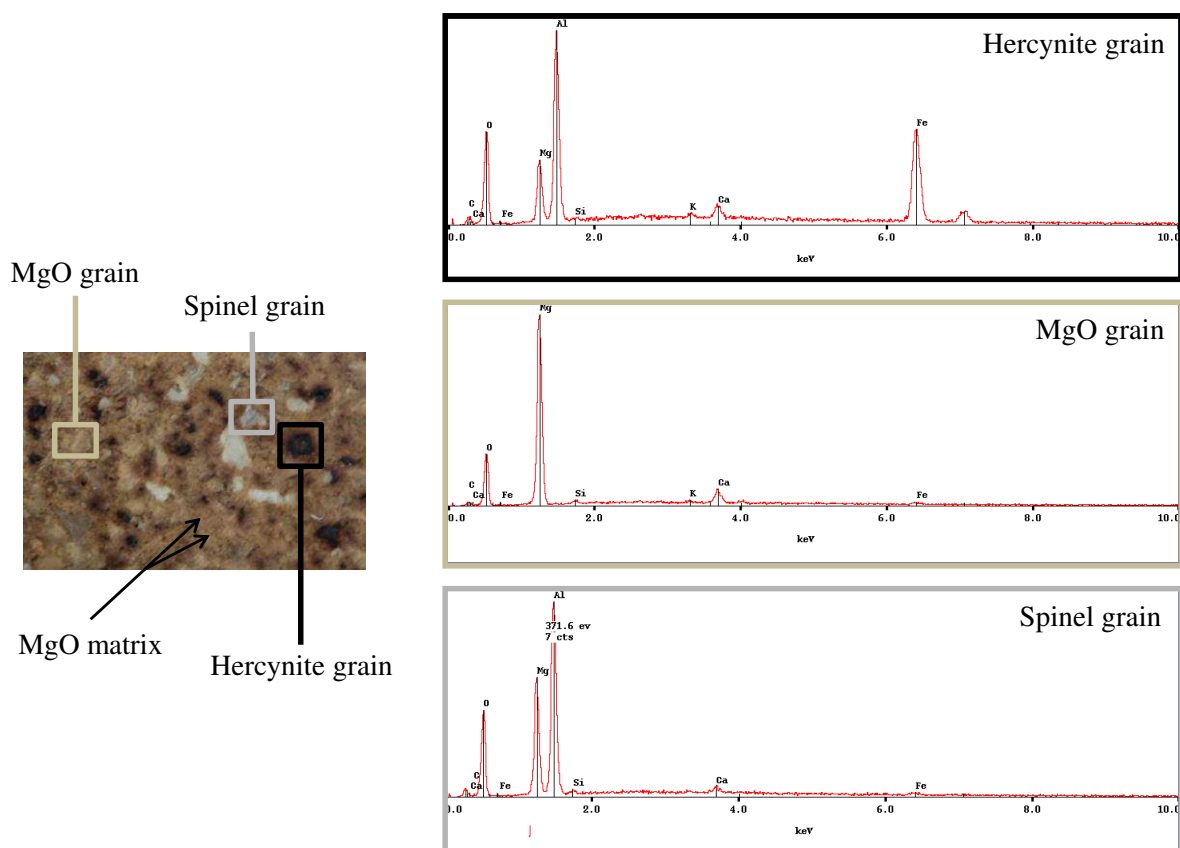 MgO grain
Spinel grain
MgO matrix
Hercynite grain
Hercynite grain
Al
O
Mg
Fe
C
Ca
Fe
Si
K
Ca
0.0 2.0 4.0 6.0 8.0 10.0
keV
MgO grain
Mg
O
C
Ca
Fe
Si
K
Ca
Fe
0.0 2.0 4.0 6.0 8.0 10.0
keV
Spinel grain
Al
371.6 ev
7 cts
Mg
O
C
Ca
Fe
Si
Ca
Fe
0.0 2.0 4.0 6.0 8.0 10.0
keV